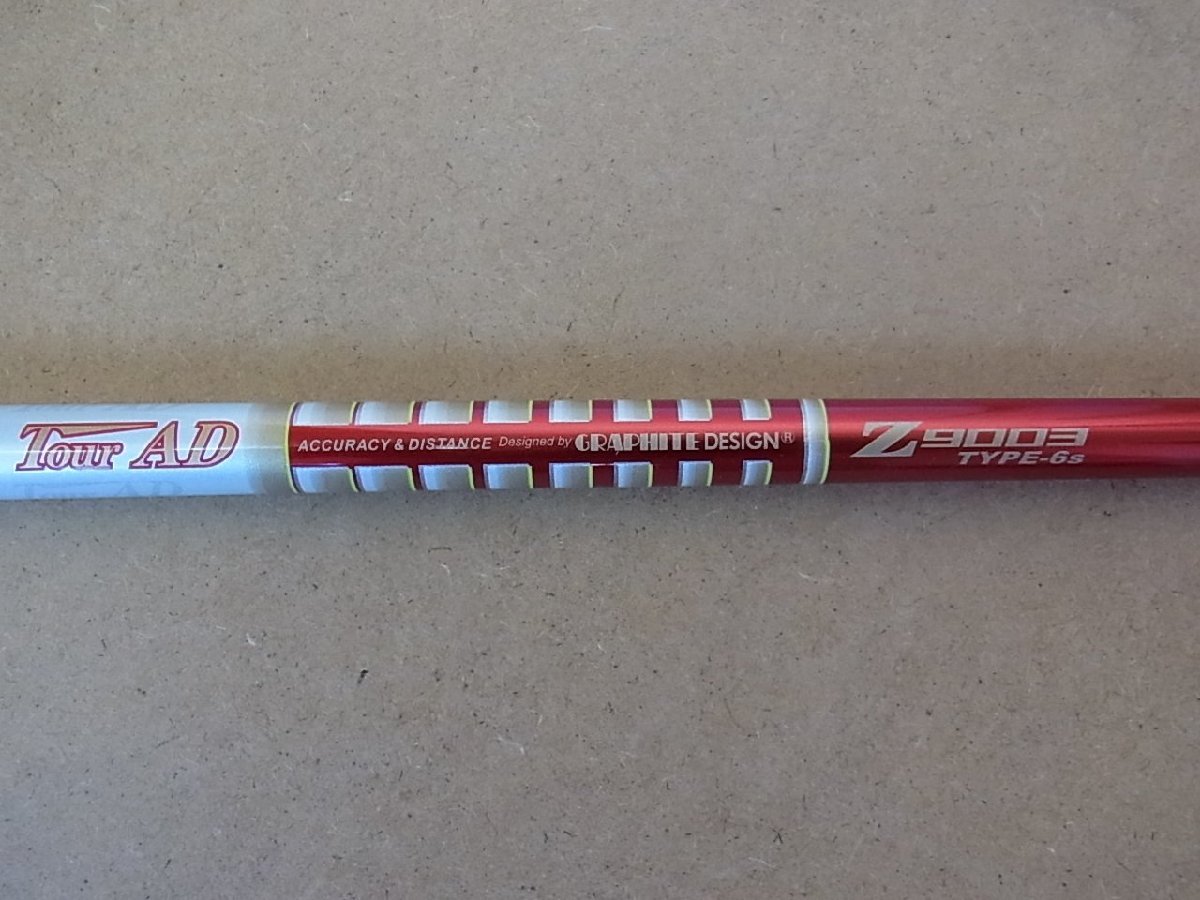 Tour AD
ACCURACY & DISTANCE Designed by GRAPHITE DESIGN®
Z9003
TYPE-6s